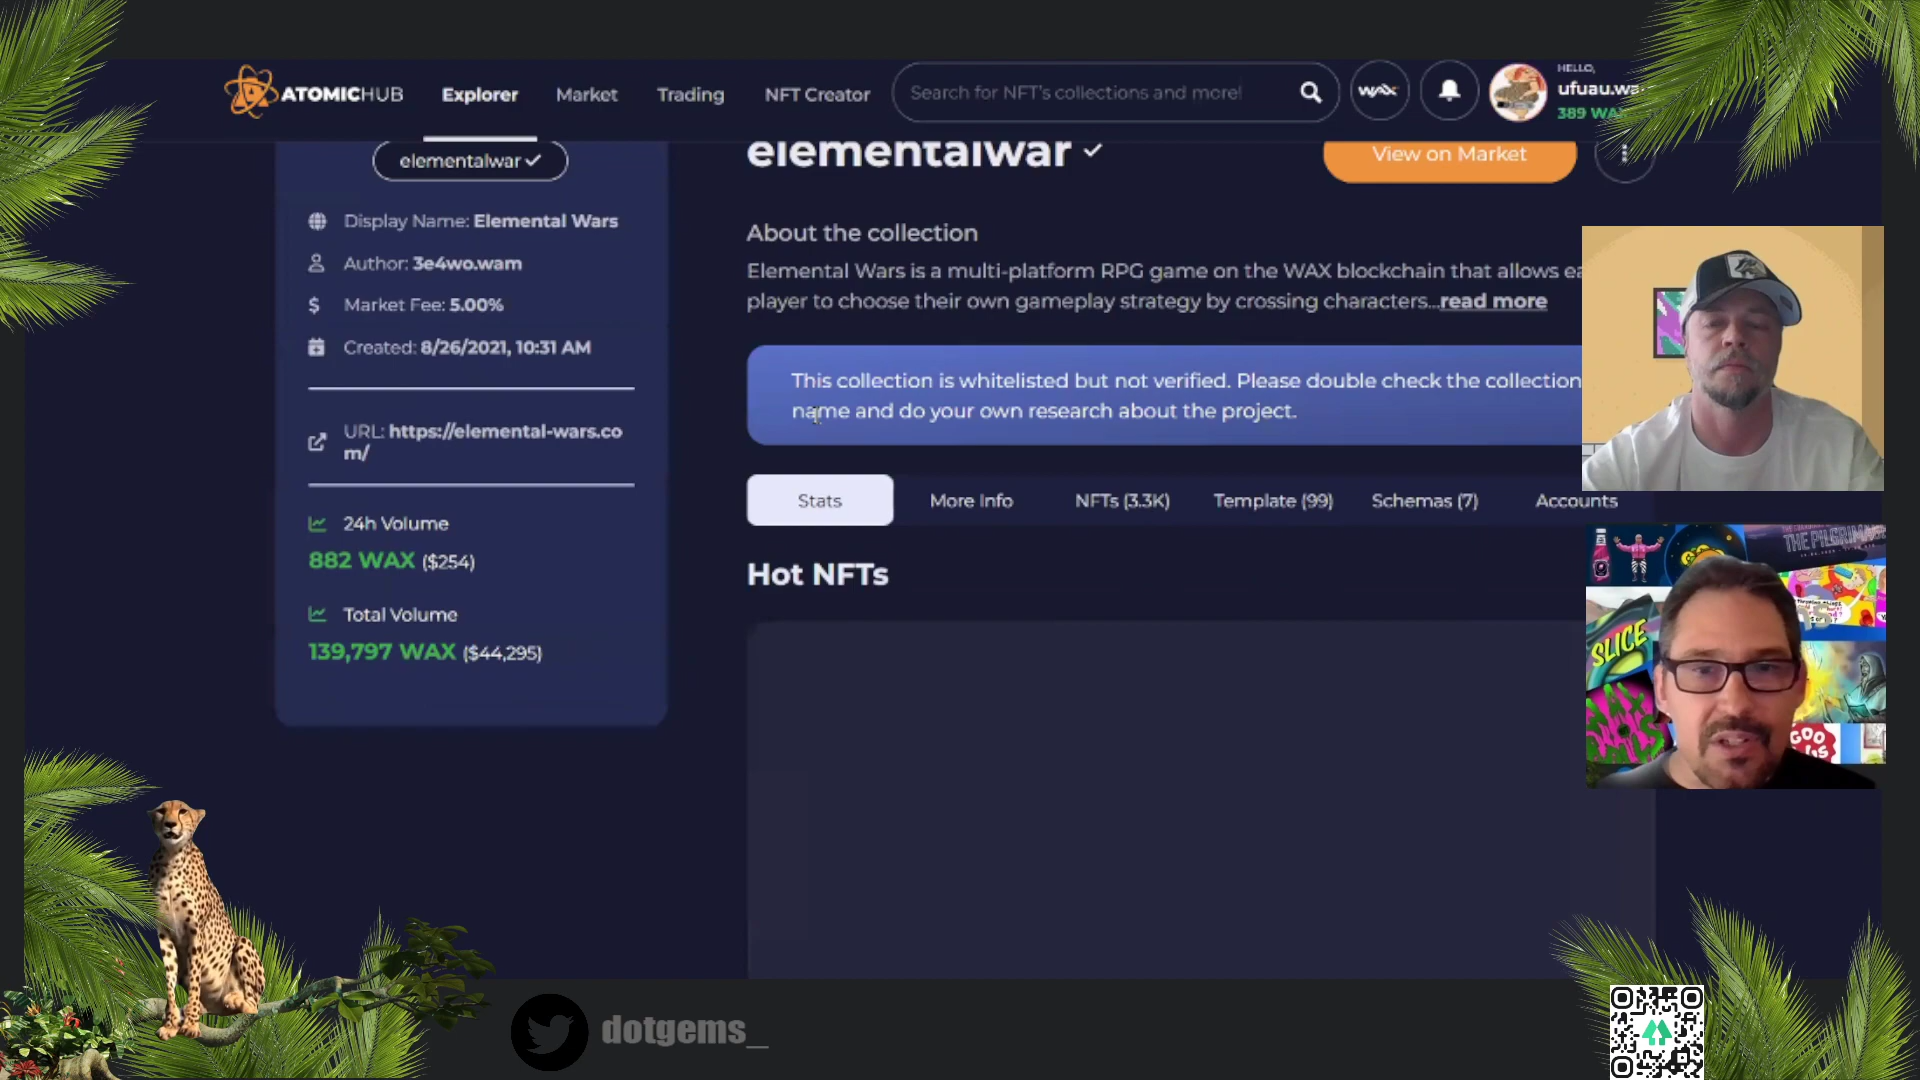 ATOMICHUB
Explorer
Market
Trading
NFT Creator
Search for NFT's collections and more!
WAX
HELLO,
ufuau.wa
389 WA
elementalwar
elementalwar
View on Market
Display Name: Elemental Wars
Author: 3e4wo.wam
Market Fee: 5.00%
Created: 8/26/2021, 10:31 AM
URL: https://elemental-wars.co
m/
24h Volume
882 WAX ($254)
Total Volume
139,797 WAX ($44,295)
About the collection
Elemental Wars is a multi-platform RPG game on the WAX blockchain that allows ea
player to choose their own gameplay strategy by crossing characters...read more
This collection is whitelisted but not verified. Please double check the collection
name and do your own research about the project.
Stats
More Info
NFTs (3.3K)
Template (99)
Schemas (7)
Accounts
Hot NFTs
THE PILGRIMA
SLICE
GOO
dotgems_